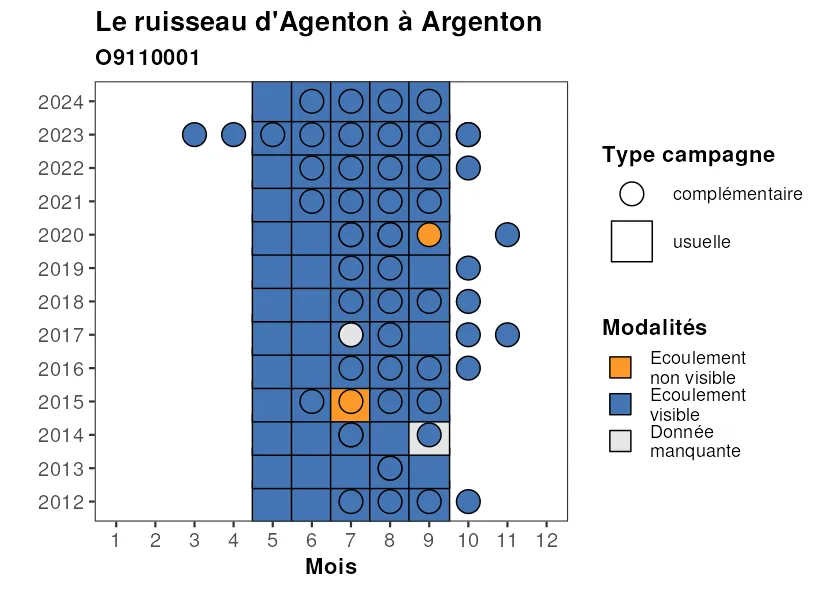 Le ruisseau d'Agenton à Argenton
O9110001
2024
2023
2022
2021
2020
2019
2018
2017
2016
2015
2014
2013
2012
1 2 3 4 5 6 7 8 9 10 11 12
Mois
Type campagne
complémentaire
usuelle
Modalités
Ecoulement
non visible
Ecoulement
visible
Donnée
manquante